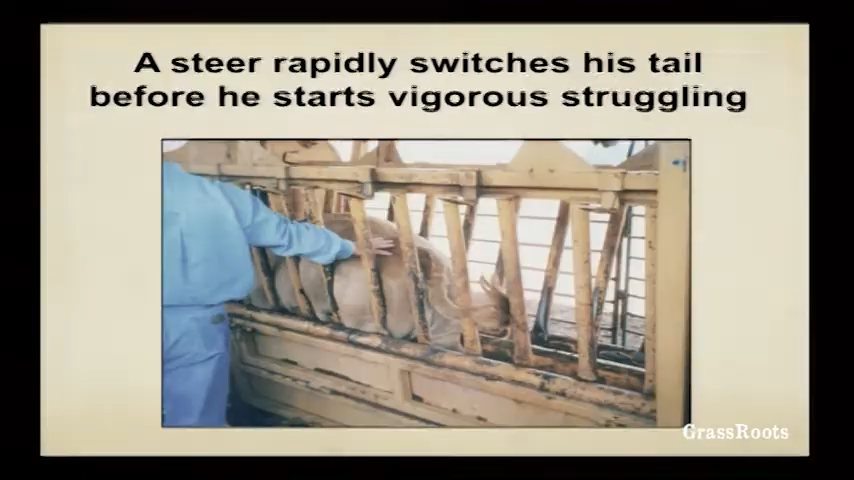 A steer rapidly switches his tail
before he starts vigorous struggling
GrassRoots